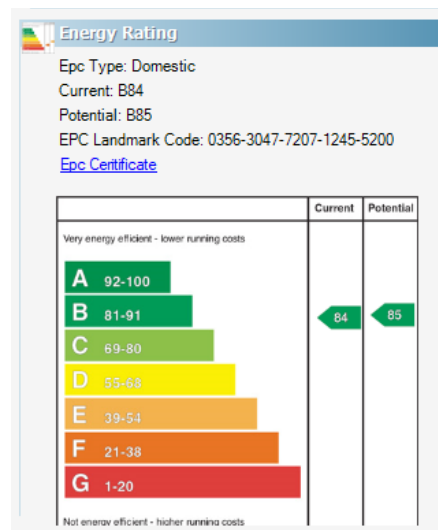 Energy Rating
Epc Type: Domestic
Current: B84
Potential: B85
EPC Landmark Code: 0356-3047-7207-1245-5200
Epc Certificate
Current Potential
Very energy efficient - lower running costs
A 92-100
B 81-91 84 85
C 69-80
D 55-68
E 39-54
F 21-38
G 1-20
Not energy efficient - higher running costs